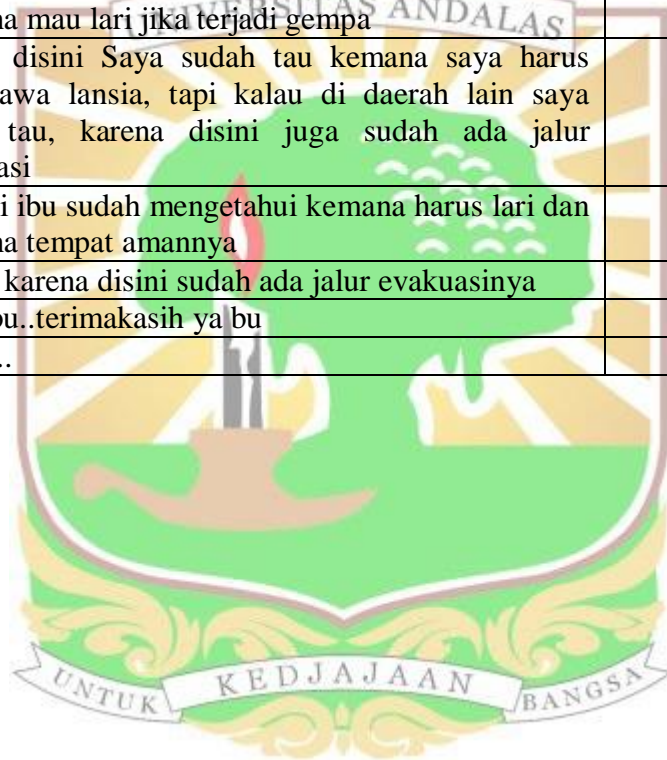 na mau lari jika terjadi gempa
UNIVERSITAS ANDALAS
disini Saya sudah tau kemana saya harus
awa lansia, tapi kalau di daerah lain saya
tau, karena disini juga sudah ada jalur
asi
i ibu sudah mengetahui kemana harus lari dan
na tempat amannya
karena disini sudah ada jalur evakuasinya
ou..terimakasih ya bu
..
UNTUK KEDJAJAAN BANGSA